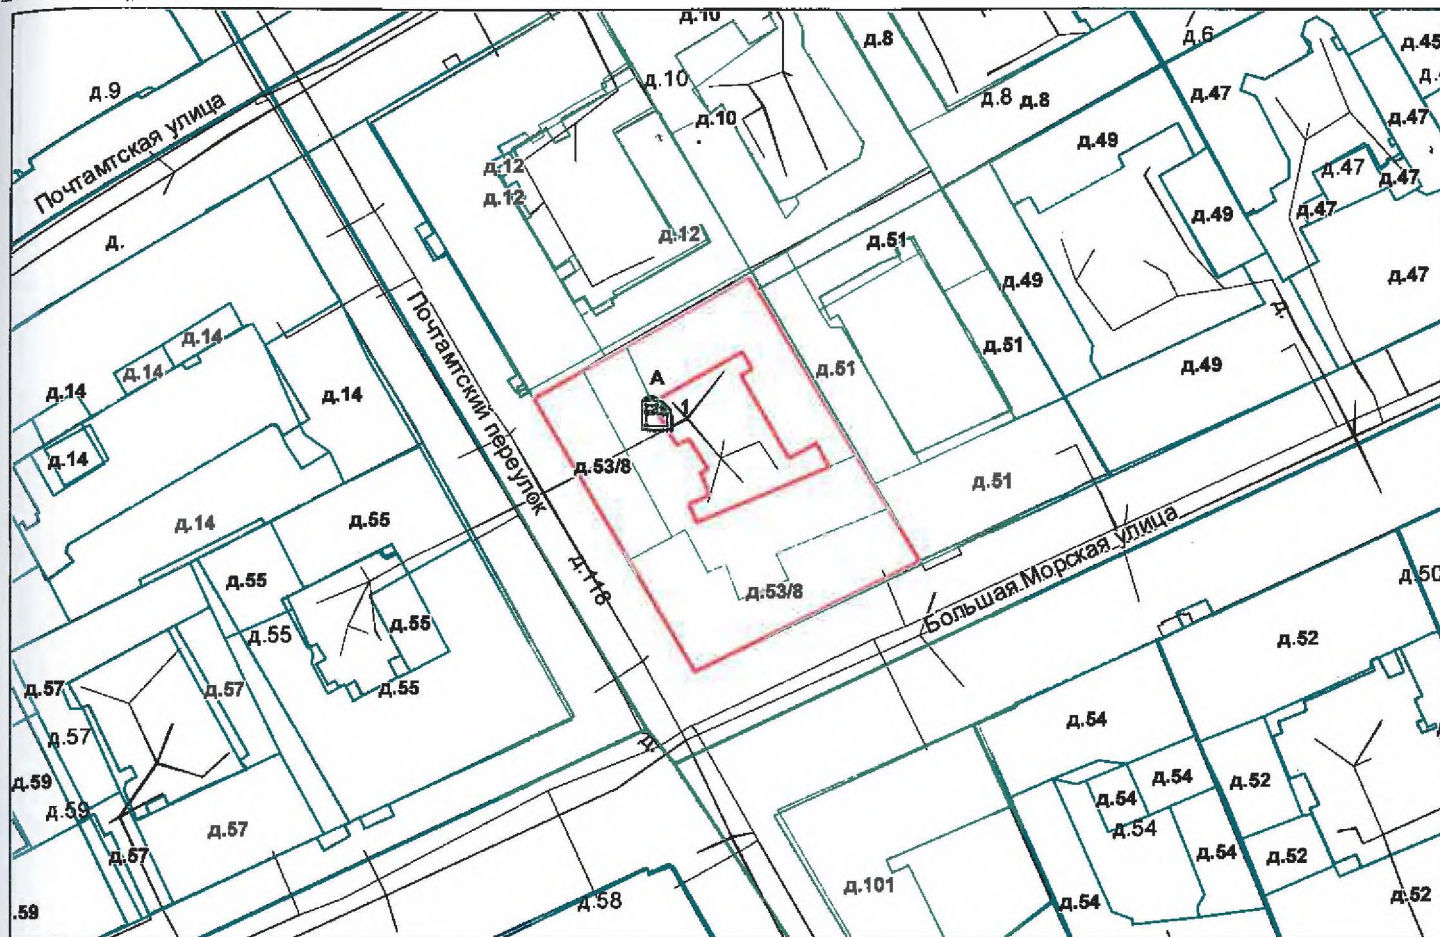 д.10
д.8
д.6
д.45
д.9
д.10
д.47
д.8
д.8
Почтамтская улица
д.10
д.49
д.47
д.12
д.47
д.47
д.12
д.49
д.47
д.
д.12
д.51
д.49
д.47
д.
Почтамтский переулок
д.14
д.51
д.14
д.51
д.49
А
д.14
д.14
1
д.14
д.53/8
д.51
д.14
д.55
Большая Морская улица
д.55
д.118
д.53/8
д.50
д.55
д.55
д.52
д.57
д.57
д.55
д.57
д.
д.54
д.59
д.54
д.52
д.59
д.54
д.57
д.54
д.57
д.54
д.52
д.101
д.58
д.54
д.52
.59